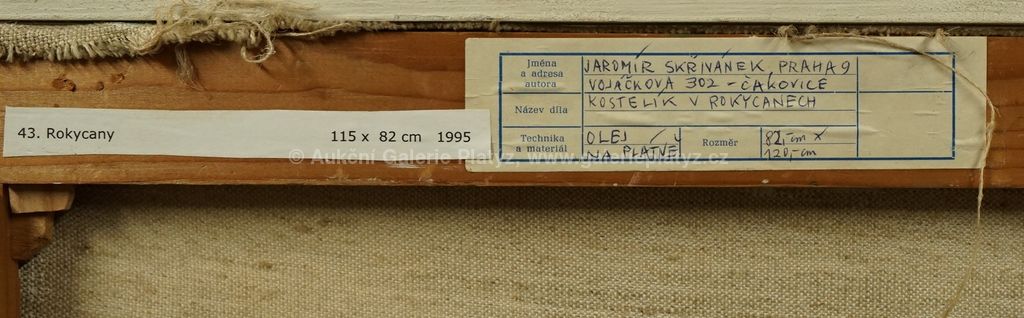 43. Rokycany 115 x 82 cm 1995
Jména
a adresa
autora
JAROMÍR SKŘIVÁNEK, PRAHA 9
VOJÁČKOVA 302 - ČAKOVICE
Název díla
KOSTELÍK V ROKYCANECH
Technika
a materiál
OLEJ
NA PLÁTNĚ
Rozměr
82,- cm x
120,- cm
© Aukční Galerie Platýz, www.galerieplatyz.cz